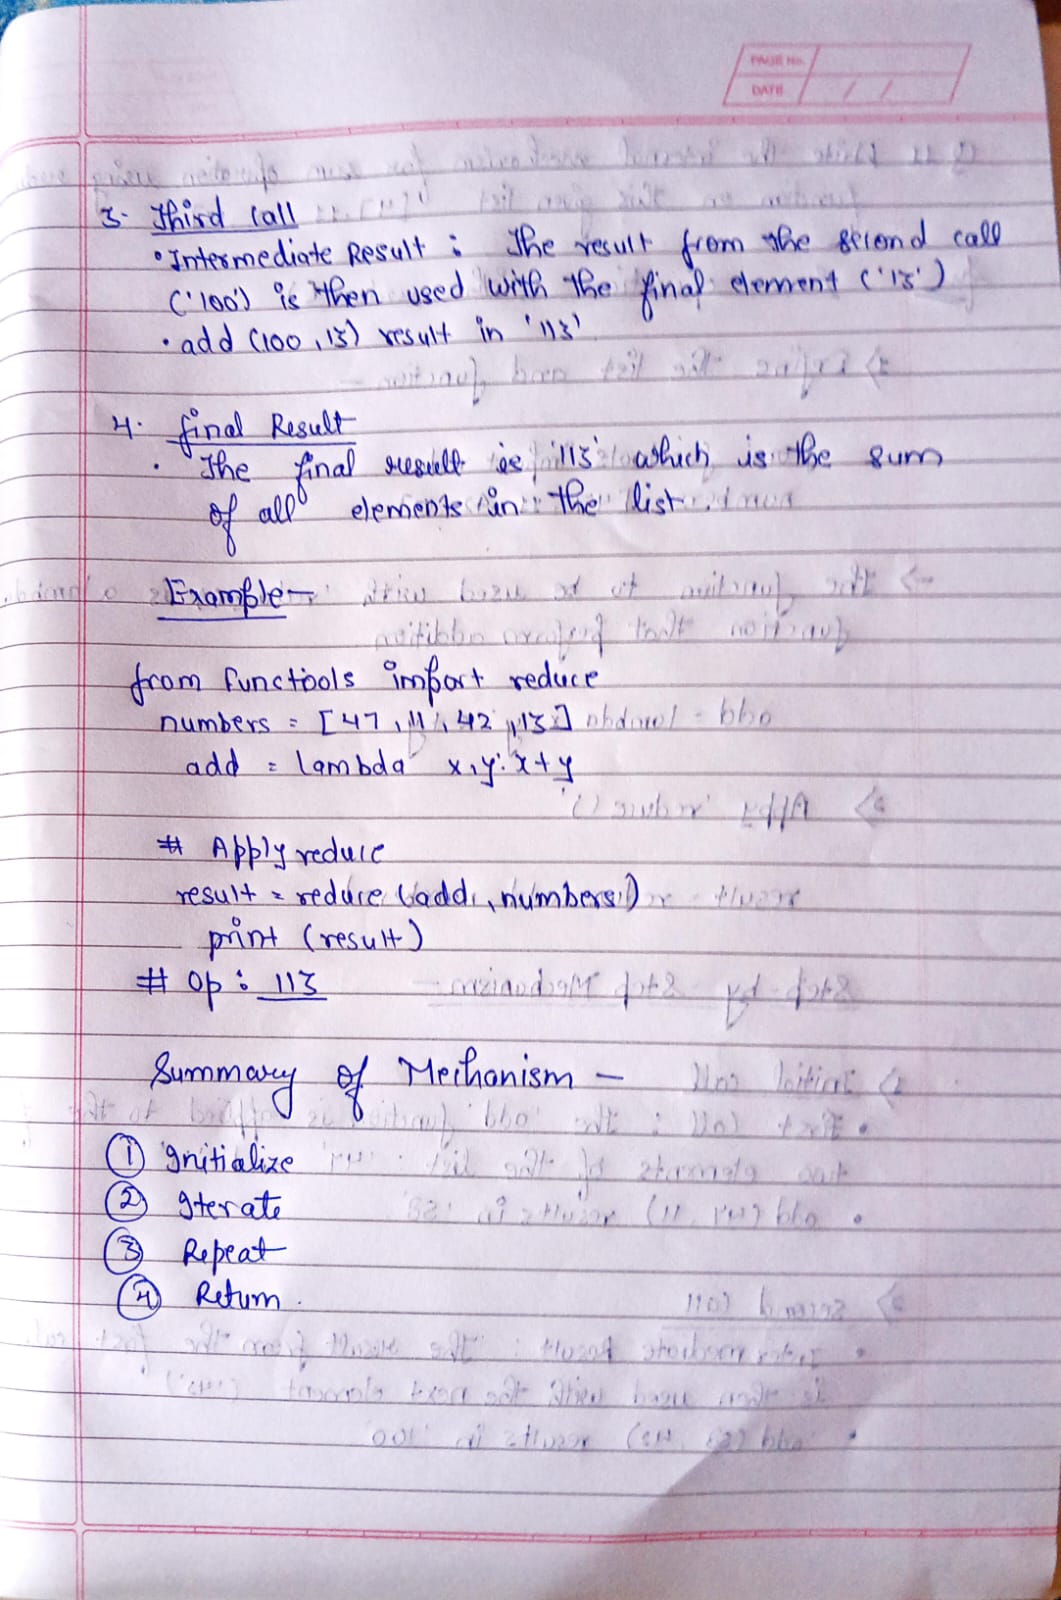 PAGE No.
DATE / /
3. Third Call
• Intermediate Result : The result from the second call
('100') is then used with the final element ('13')
• add (100, 13) result in '113'
4. final Result
• The final result is '113' which is the sum
of all elements in the list.
Example -
from functools import reduce
numbers = [47, 11, 42, 13]
add = lambda x,y: x+y
# Apply reduce
result = reduce (add, numbers)
print (result)
# Op : 113
Summary of Mechanism -
① Initialize
② Iterate
③ Repeat
④ Return.